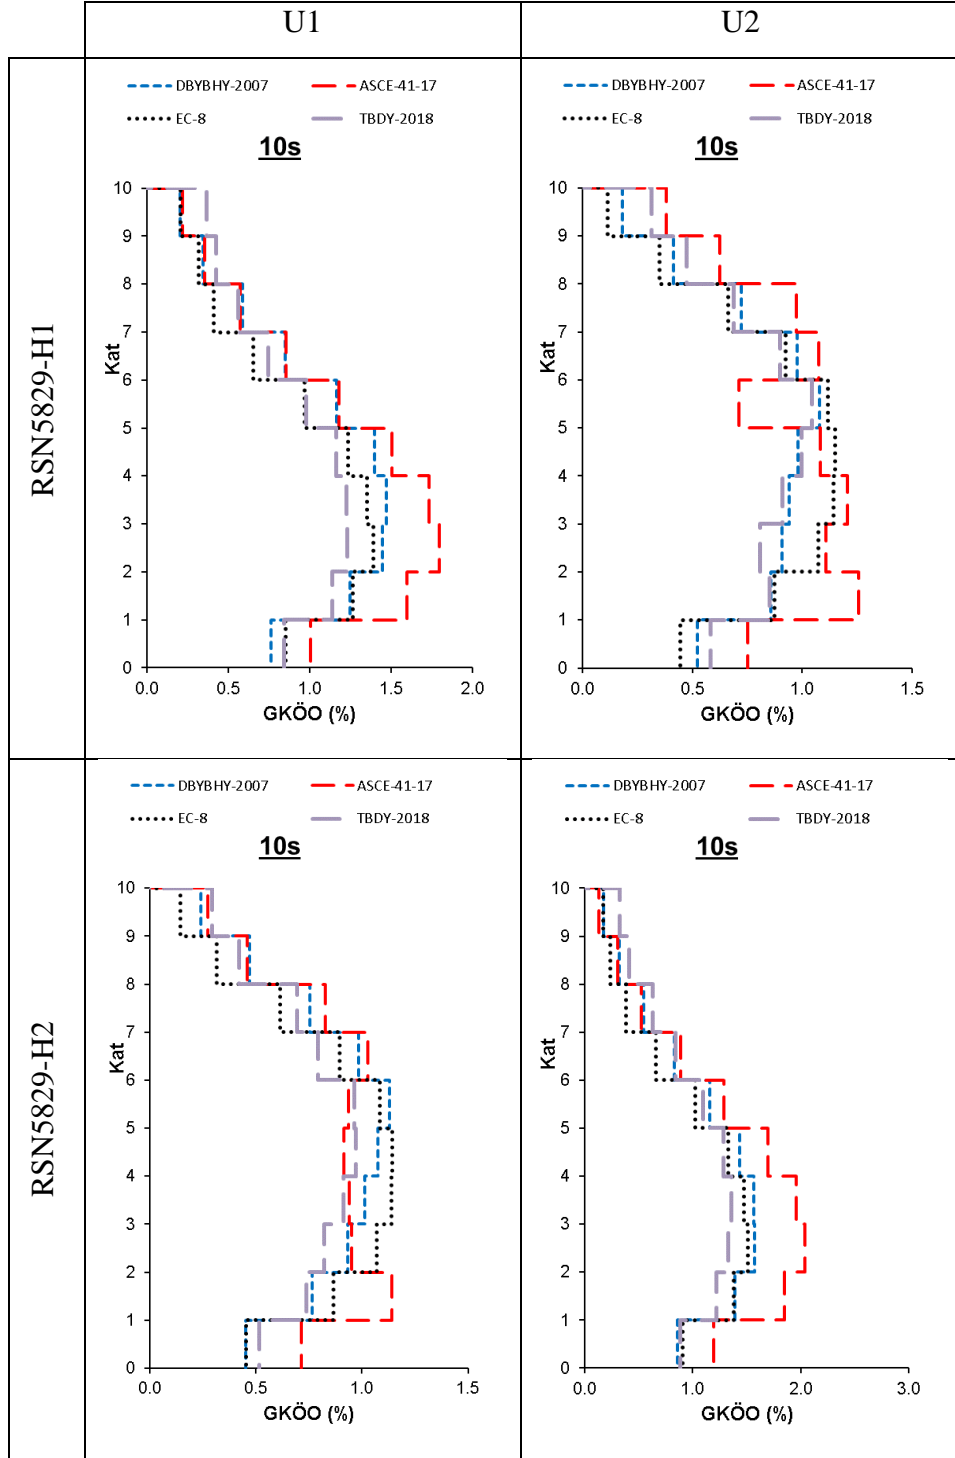 U1
U2
RSN5829-H1
DBYBHY-2007
ASCE-41-17
EC-8
TBDY-2018
10s
Kat
10
9
8
7
6
5
4
3
2
1
0
0.0 0.5 1.0 1.5 2.0
GKÖO (%)
DBYBHY-2007
ASCE-41-17
EC-8
TBDY-2018
10s
Kat
10
9
8
7
6
5
4
3
2
1
0
0.0 0.5 1.0 1.5
GKÖO (%)
RSN5829-H2
DBYBHY-2007
ASCE-41-17
EC-8
TBDY-2018
10s
Kat
10
9
8
7
6
5
4
3
2
1
0
0.0 0.5 1.0 1.5
GKÖO (%)
DBYBHY-2007
ASCE-41-17
EC-8
TBDY-2018
10s
Kat
10
9
8
7
6
5
4
3
2
1
0
0.0 1.0 2.0 3.0
GKÖO (%)